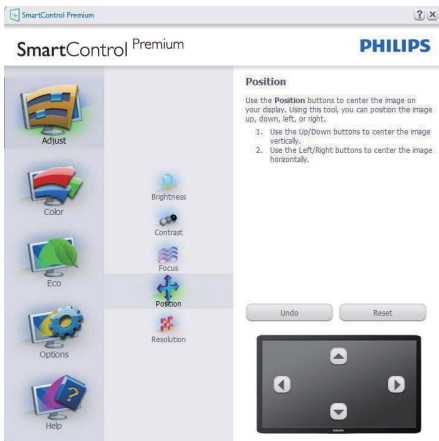 SmartControl Premium
SmartControl Premium
PHILIPS
Adjust
Color
Eco
Options
Help
Brightness
Contrast
Focus
Position
Resolution
Position
Use the Position buttons to center the image on
your display. Using this tool, you can position the image
up, down, left, or right.
1. Use the Up/Down buttons to center the image
vertically.
2. Use the Left/Right buttons to center the image
horizontally.
Undo
Reset
PHILIPS